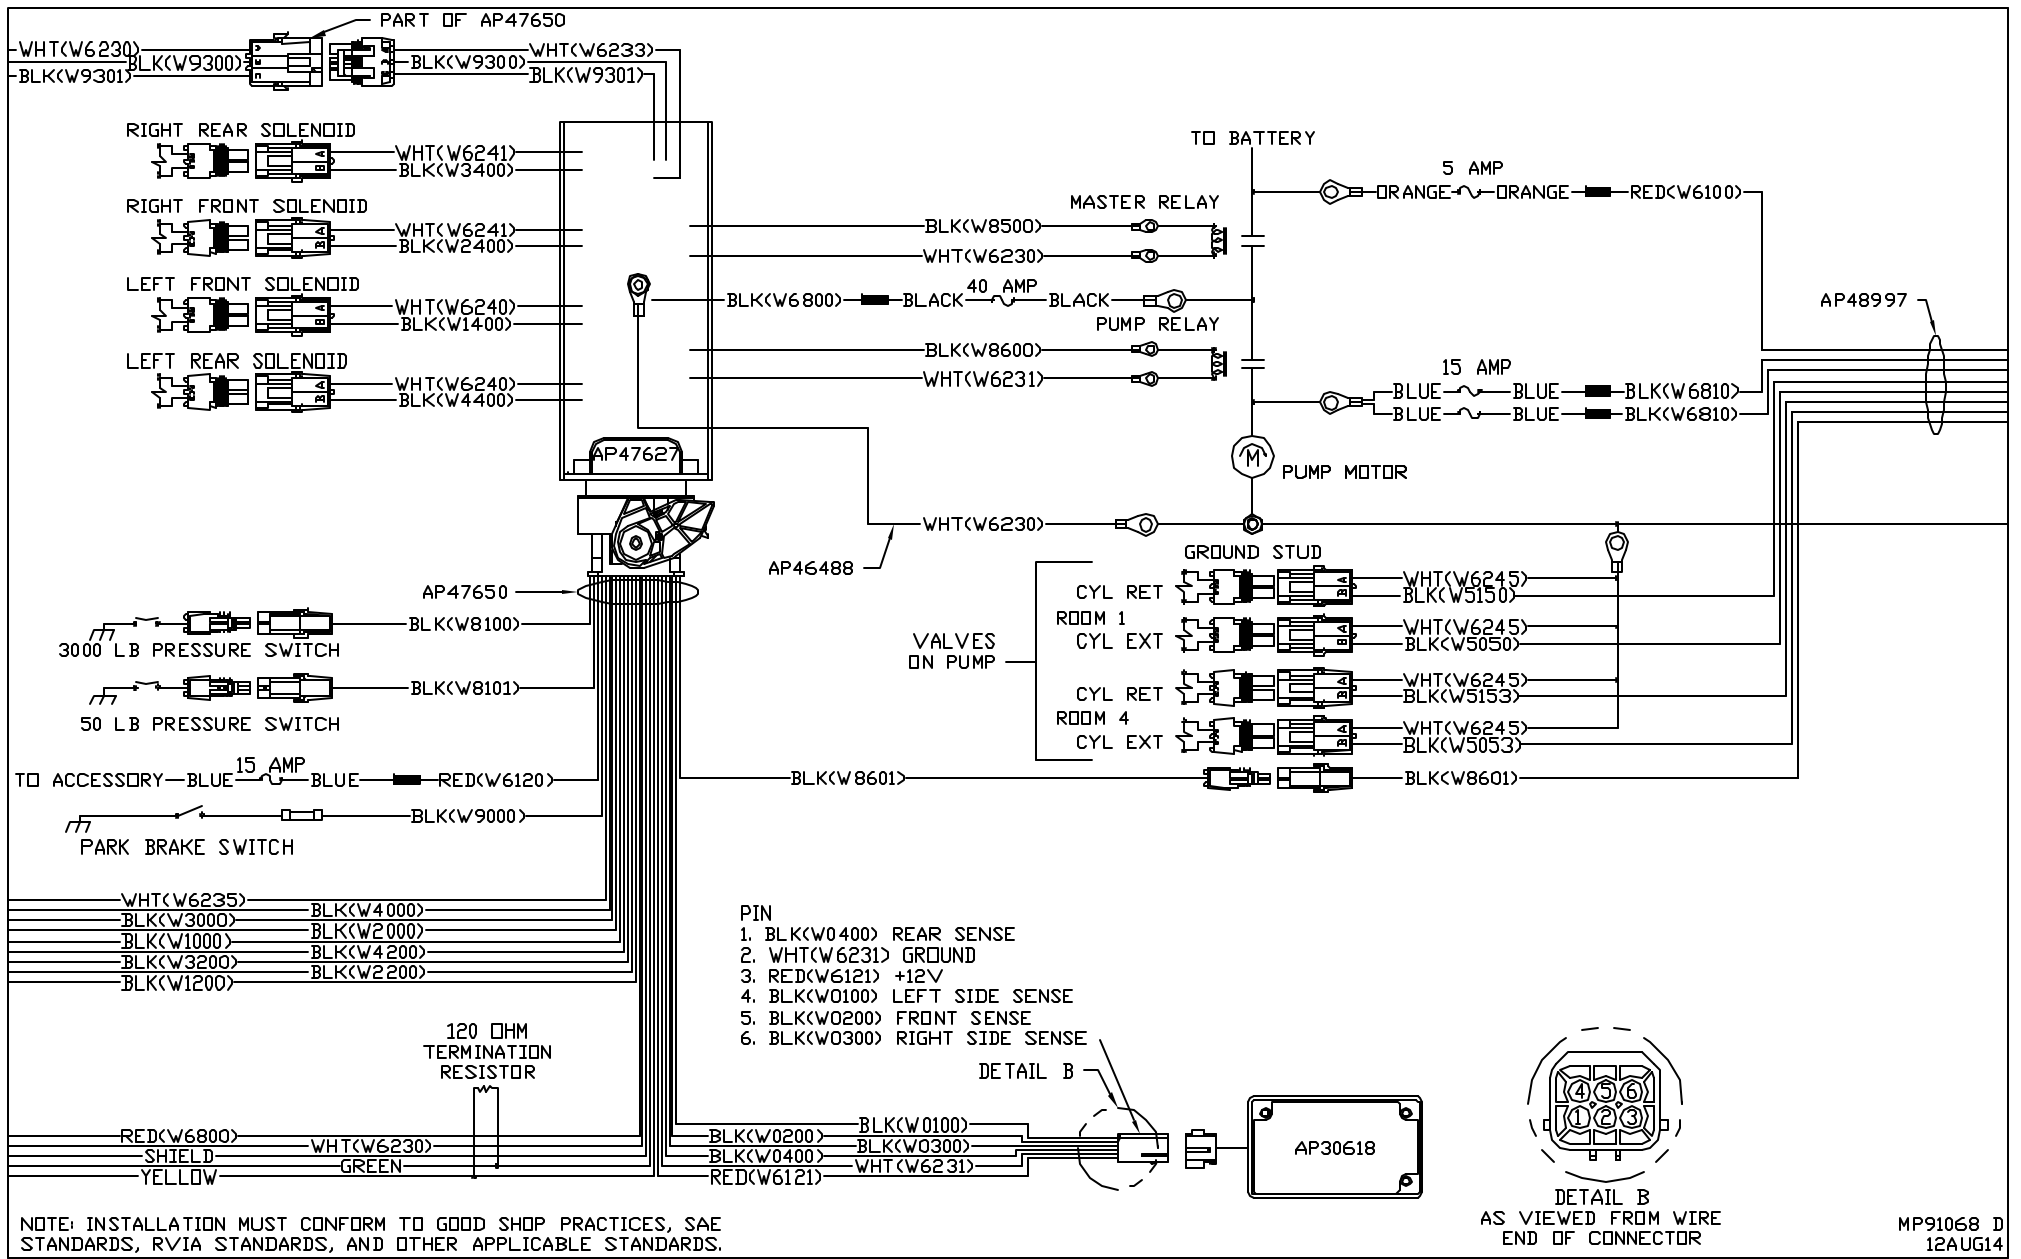 PART OF AP47650
WHT(W6230)
BLK(W9300)
BLK(W9301)
WHT(W6233)
BLK(W9300)
BLK(W9301)
RIGHT REAR SOLENOID
WHT(W6241)
BLK(W3400)
A
B
RIGHT FRONT SOLENOID
WHT(W6241)
BLK(W2400)
A
B
LEFT FRONT SOLENOID
WHT(W6240)
BLK(W1400)
A
B
LEFT REAR SOLENOID
WHT(W6240)
BLK(W4400)
A
B
AP47627
TO BATTERY
5 AMP
ORANGE
ORANGE
RED(W6100)
MASTER RELAY
BLK(W8500)
WHT(W6230)
40 AMP
BLK(W6800)
BLACK
BLACK
PUMP RELAY
BLK(W8600)
WHT(W6231)
AP48997
15 AMP
BLUE
BLUE
BLK(W6810)
BLUE
BLUE
BLK(W6810)
M
PUMP MOTOR
WHT(W6230)
AP46488
GROUND STUD
VALVES
ON PUMP
CYL RET
ROOM 1
CYL EXT
CYL RET
ROOM 4
CYL EXT
A
B
WHT(W6245)
BLK(W5150)
A
B
WHT(W6245)
BLK(W5050)
A
B
WHT(W6245)
BLK(W5153)
A
B
WHT(W6245)
BLK(W5053)
BLK(W8601)
BLK(W8601)
AP47650
BLK(W8100)
3000 LB PRESSURE SWITCH
BLK(W8101)
50 LB PRESSURE SWITCH
TO ACCESSORY
BLUE
15 AMP
BLUE
RED(W6120)
BLK(W9000)
PARK BRAKE SWITCH
WHT(W6235)
BLK(W4000)
BLK(W3000)
BLK(W2000)
BLK(W1000)
BLK(W4200)
BLK(W3200)
BLK(W2200)
BLK(W1200)
PIN
1. BLK(W0400) REAR SENSE
2. WHT(W6231) GROUND
3. RED(W6121) +12V
4. BLK(W0100) LEFT SIDE SENSE
5. BLK(W0200) FRONT SENSE
6. BLK(W0300) RIGHT SIDE SENSE
DETAIL B
120 OHM
TERMINATION
RESISTOR
RED(W6800)
WHT(W6230)
SHIELD
GREEN
YELLOW
BLK(W0100)
BLK(W0200)
BLK(W0300)
BLK(W0400)
WHT(W6231)
RED(W6121)
AP30618
4 5 6
1 2 3
DETAIL B
AS VIEWED FROM WIRE
END OF CONNECTOR
NOTE: INSTALLATION MUST CONFORM TO GOOD SHOP PRACTICES, SAE
STANDARDS, RVIA STANDARDS, AND OTHER APPLICABLE STANDARDS.
MP91068 D
12AUG14